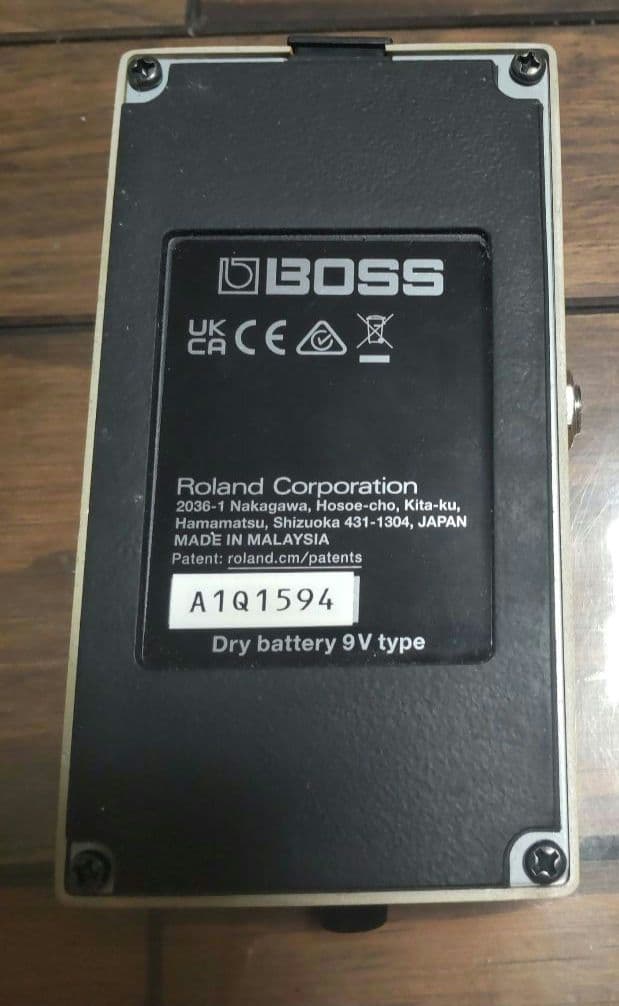 BOSS
UK
CA CE
Roland Corporation
2036-1 Nakagawa, Hosoe-cho, Kita-ku,
Hamamatsu, Shizuoka 431-1304, JAPAN
MADE IN MALAYSIA
Patent: roland.cm/patents
A1Q1594
Dry battery 9V type